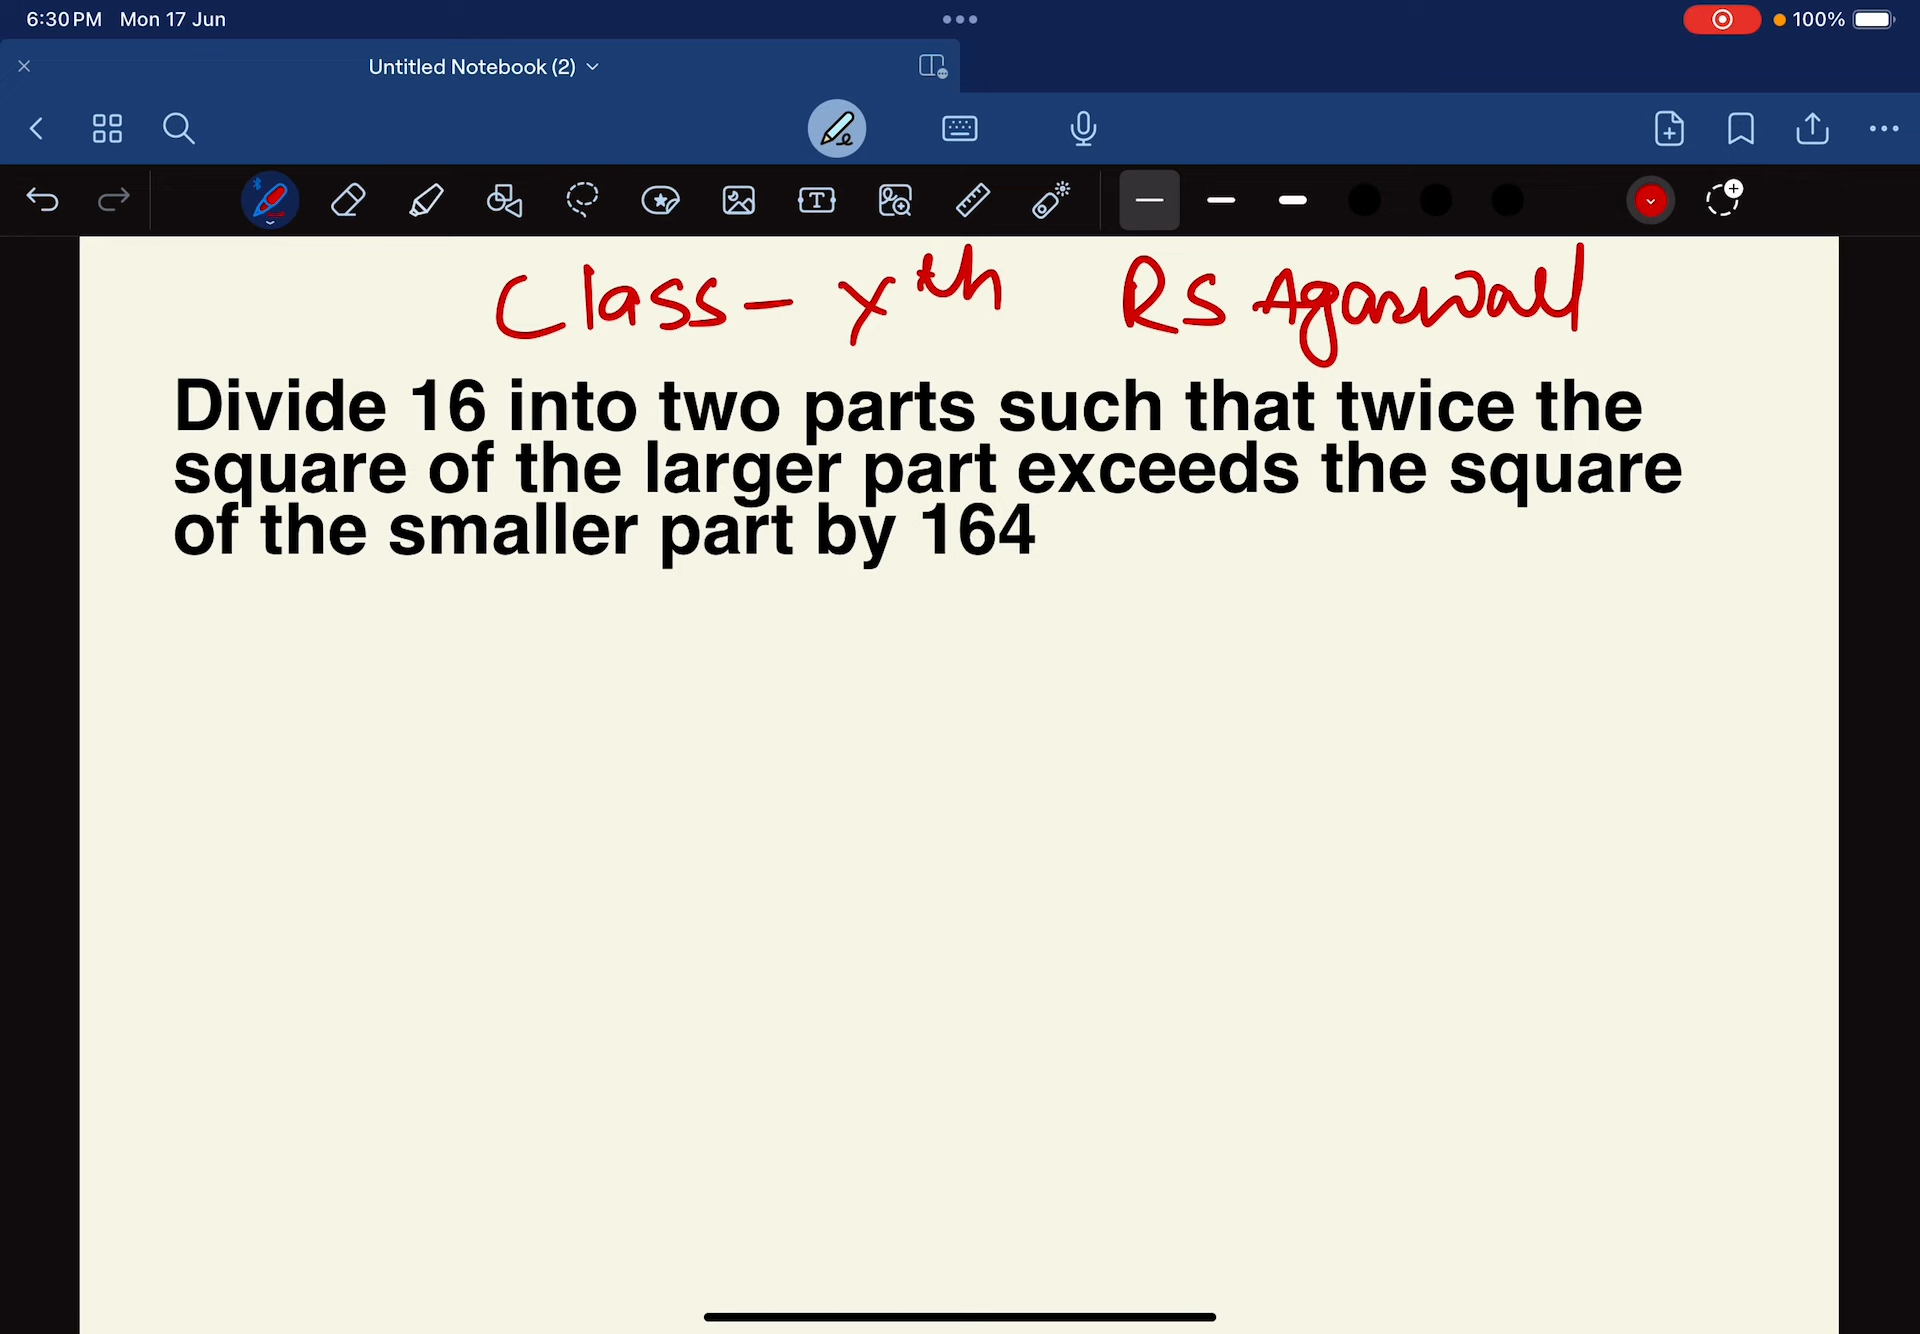 6:30 PM Mon 17 Jun
100%
Untitled Notebook (2)
Class - Xth RS Agarwall
Divide 16 into two parts such that twice the
square of the larger part exceeds the square
of the smaller part by 164